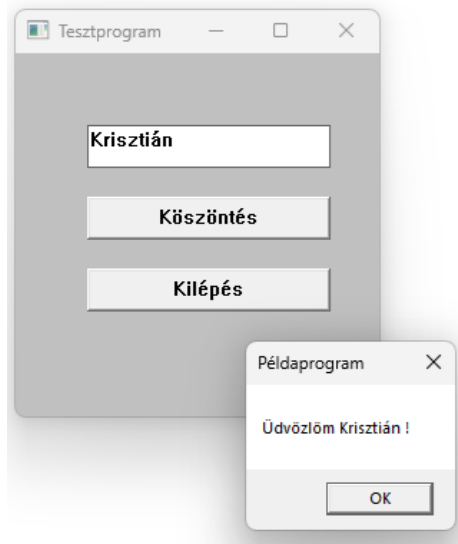 Tesztprogram
Krisztián
Köszöntés
Kilépés
Példaprogram
Üdvözlöm Krisztián !
OK